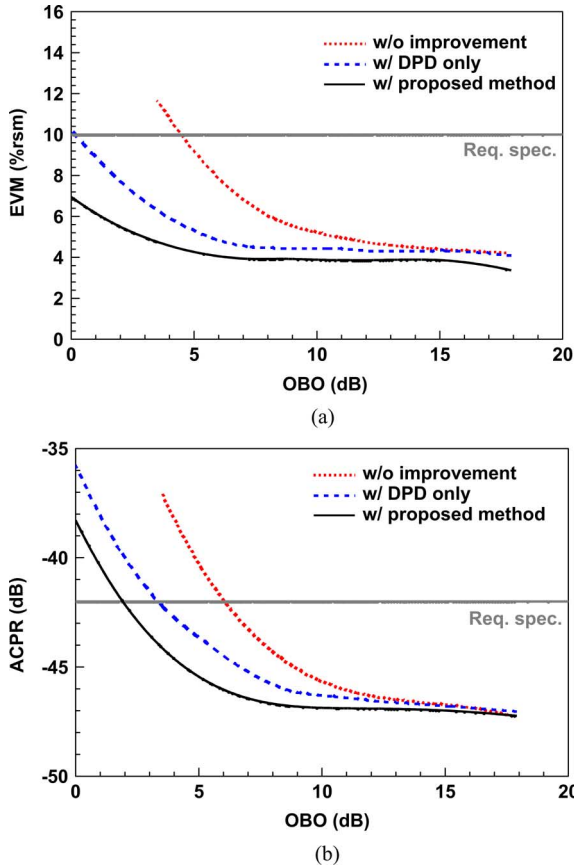 16
14
12
10
8
6
4
2
0
EVM (%rsm)
w/o improvement
w/ DPD only
w/ proposed method
Req. spec.
0
5
10
15
20
OBO (dB)
(a)
-35
-40
-45
-50
ACPR (dB)
w/o improvement
w/ DPD only
w/ proposed method
Req. spec.
0
5
10
15
20
OBO (dB)
(b)